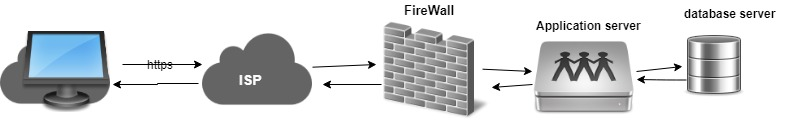 https
ISP
FireWall
Application server
database server